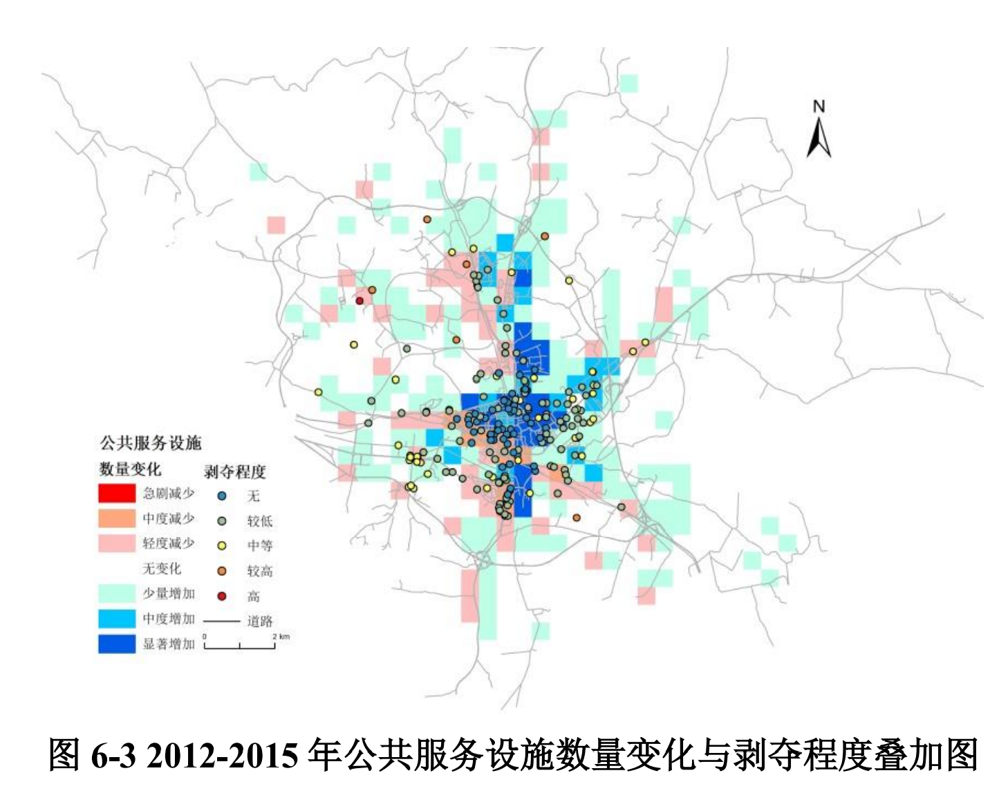 N
公共服务设施
数量变化
剥夺程度
急剧减少
无
中度减少
较低
轻度减少
中等
无变化
较高
少量增加
高
中度增加
道路
显著增加
0
2 km
图 6-3 2012-2015 年公共服务设施数量变化与剥夺程度叠加图